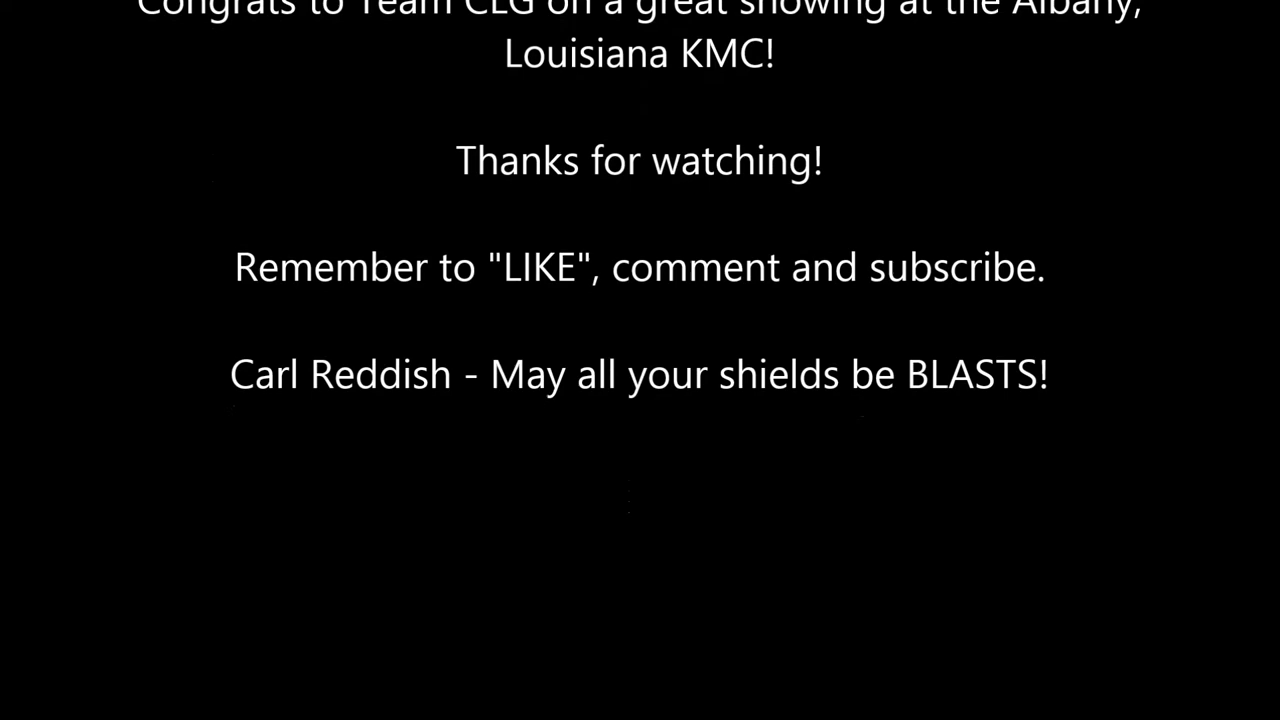 Congrats to Team CLG on a great showing at the Albany,
Louisiana KMC!
Thanks for watching!
Remember to "LIKE", comment and subscribe.
Carl Reddish - May all your shields be BLASTS!